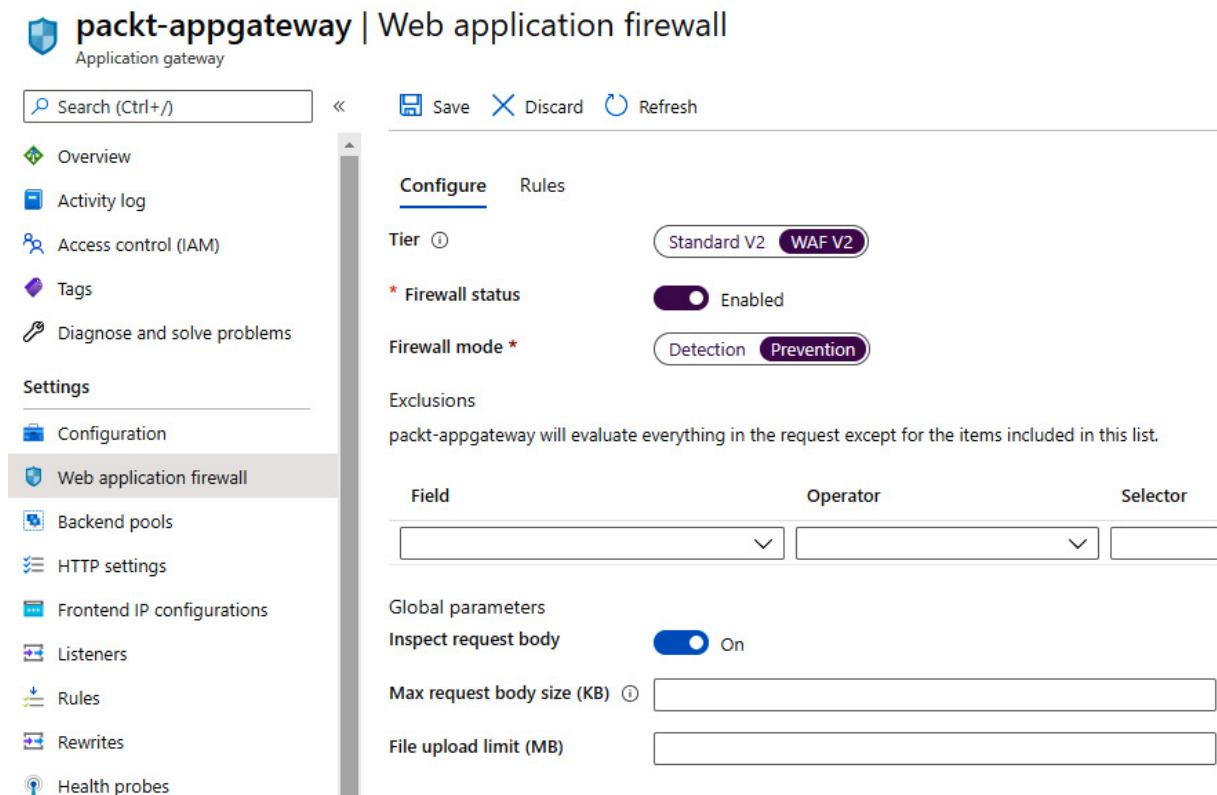 packt-appgateway | Web application firewall
Application gateway
Search (Ctrl+/)
«
Save Discard Refresh
Overview
Activity log
Access control (IAM)
Tags
Diagnose and solve problems
Settings
Configuration
Web application firewall
Backend pools
HTTP settings
Frontend IP configurations
Listeners
Rules
Rewrites
Health probes
Configure Rules
Tier
Standard V2 WAF V2
* Firewall status
Enabled
Firewall mode *
Detection Prevention
Exclusions
packt-appgateway will evaluate everything in the request except for the items included in this list.
Field Operator Selector
Global parameters
Inspect request body
On
Max request body size (KB)
File upload limit (MB)